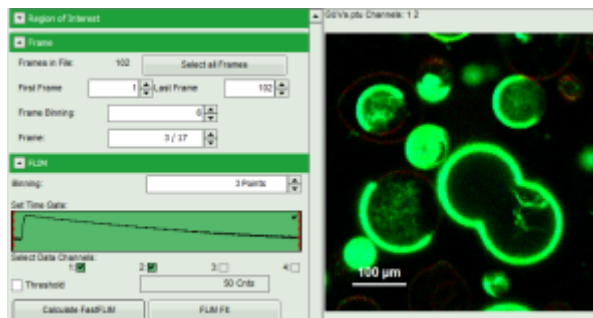 Region of Interest
GUVs.ptu Channels: 1 2
Frame
Frames in File: 102 Select all Frames
First Frame 1 Last Frame 102
Frame Binning: 6
Frame: 3 / 17
FLIM
Binning: 3 Points
Set Time Gate:
Select Data Channels:
1: 2: 3: 4:
Threshold 50 Cnts
Calculate FastFLIM FLIM Fit
100 µm